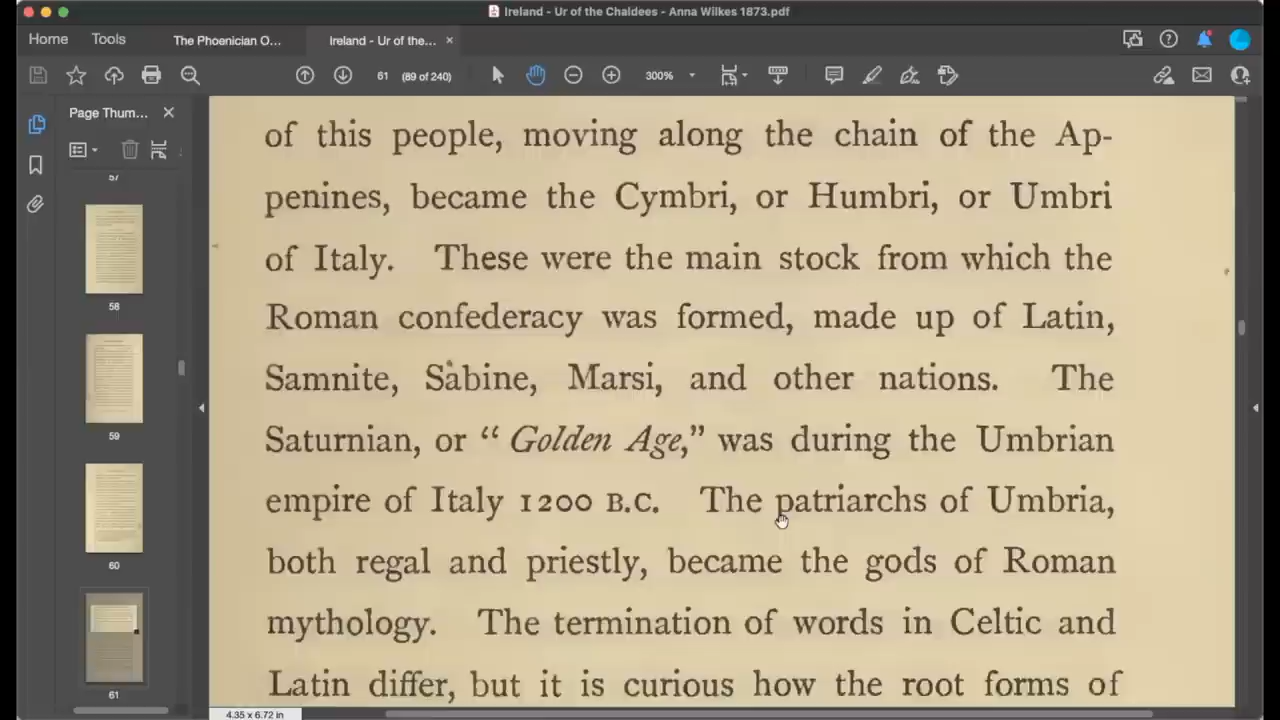 Ireland - Ur of the Chaldees - Anna Wilkes 1873.pdf
Home Tools The Phoenician O... Ireland - Ur of the... ×
61 (89 of 240) 300%
Page Thum... ×
57
58
59
60
61
of this people, moving along the chain of the Ap-
penines, became the Cymbri, or Humbri, or Umbri
of Italy. These were the main stock from which the
Roman confederacy was formed, made up of Latin,
Samnite, Sabine, Marsi, and other nations. The
Saturnian, or “ Golden Age,” was during the Umbrian
empire of Italy 1200 B.C. The patriarchs of Umbria,
both regal and priestly, became the gods of Roman
mythology. The termination of words in Celtic and
Latin differ, but it is curious how the root forms of
4.35 x 6.72 in